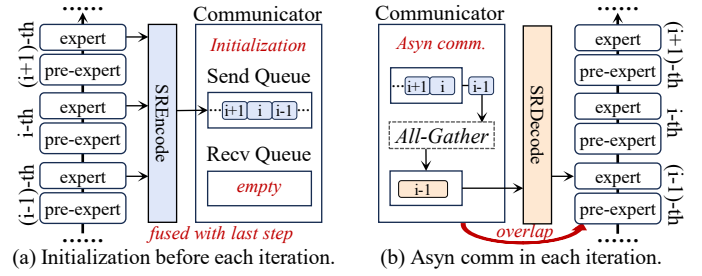 ......
(i+1)-th
expert
pre-expert
i-th
expert
pre-expert
(i-1)-th
expert
pre-expert
......
SREncode
Communicator
Initialization
Send Queue
... i+1 i i-1 ...
Recv Queue
empty
fused with last step
(a) Initialization before each iteration.
Communicator
Asyn comm.
... i+1 i i-1
All-Gather
i-1
SRDecode
overlap
......
expert
pre-expert
(i+1)-th
expert
pre-expert
i-th
expert
pre-expert
(i-1)-th
......
(b) Asyn comm in each iteration.